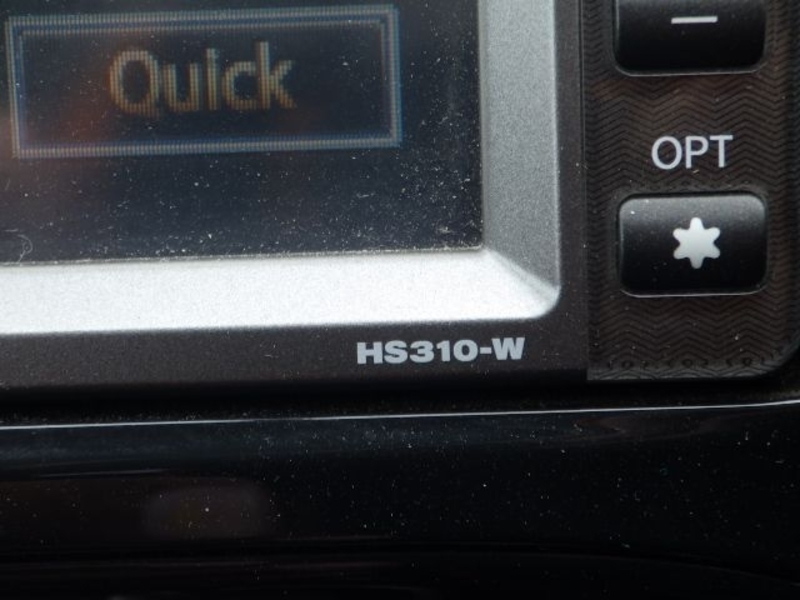 Quick
–
OPT
HS310-W